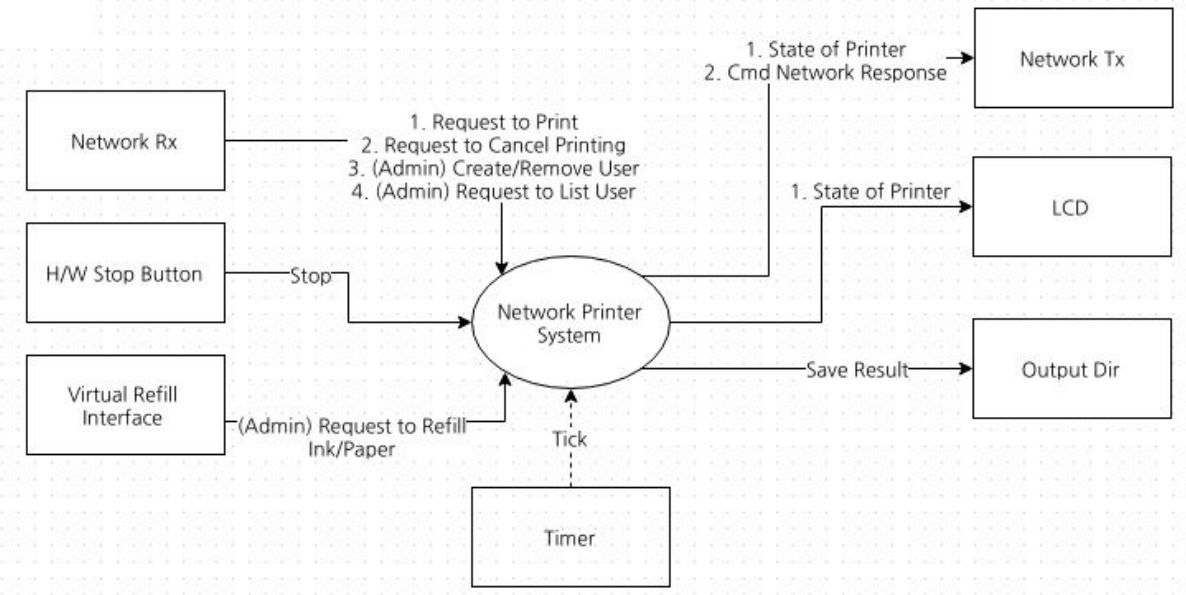 1. State of Printer
2. Cmd Network Response
Network Tx
Network Rx
1. Request to Print
2. Request to Cancel Printing
3. (Admin) Create/Remove User
4. (Admin) Request to List User
1. State of Printer
LCD
H/W Stop Button
Stop
Network Printer
System
Save Result
Output Dir
Virtual Refill
Interface
(Admin) Request to Refill
Ink/Paper
Tick
Timer